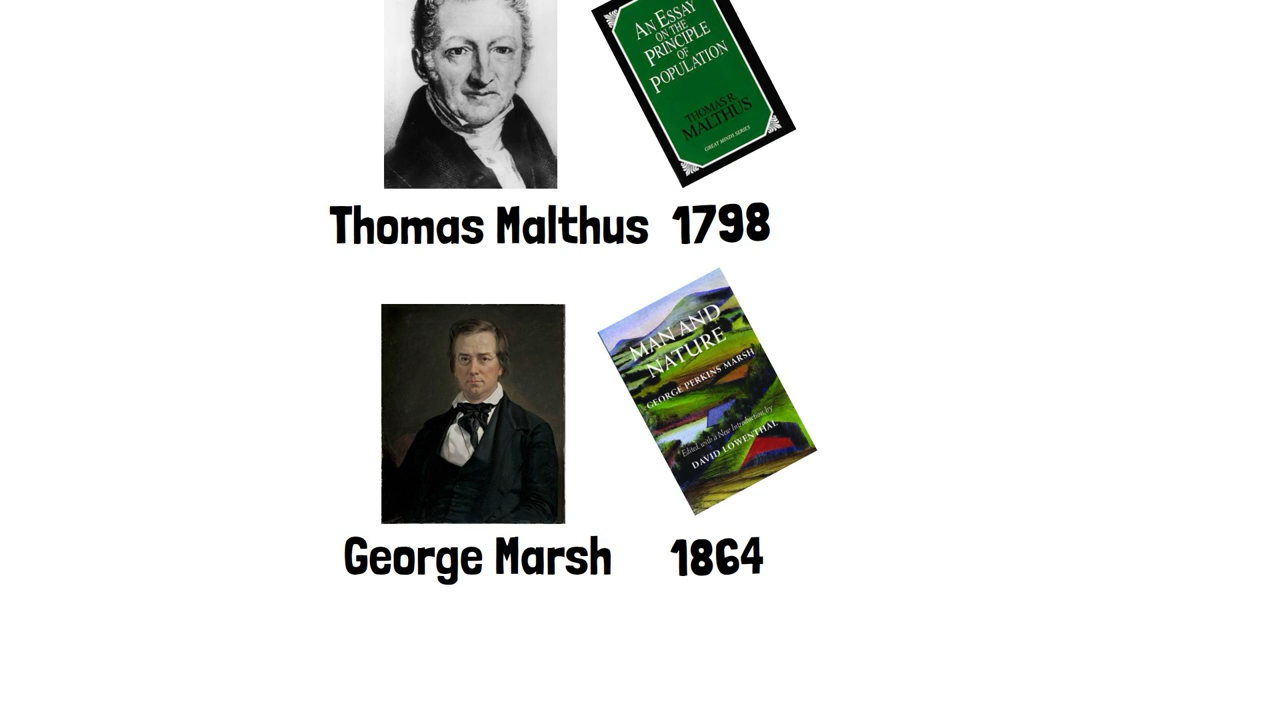 AN ESSAY
ON THE
PRINCIPLE
OF
POPULATION
THOMAS R.
MALTHUS
GREAT MINDS SERIES
Thomas Malthus 1798
MAN AND
NATURE
GEORGE PERKINS MARSH
Edited, with a New Introduction, by
DAVID LOWENTHAL
George Marsh 1864